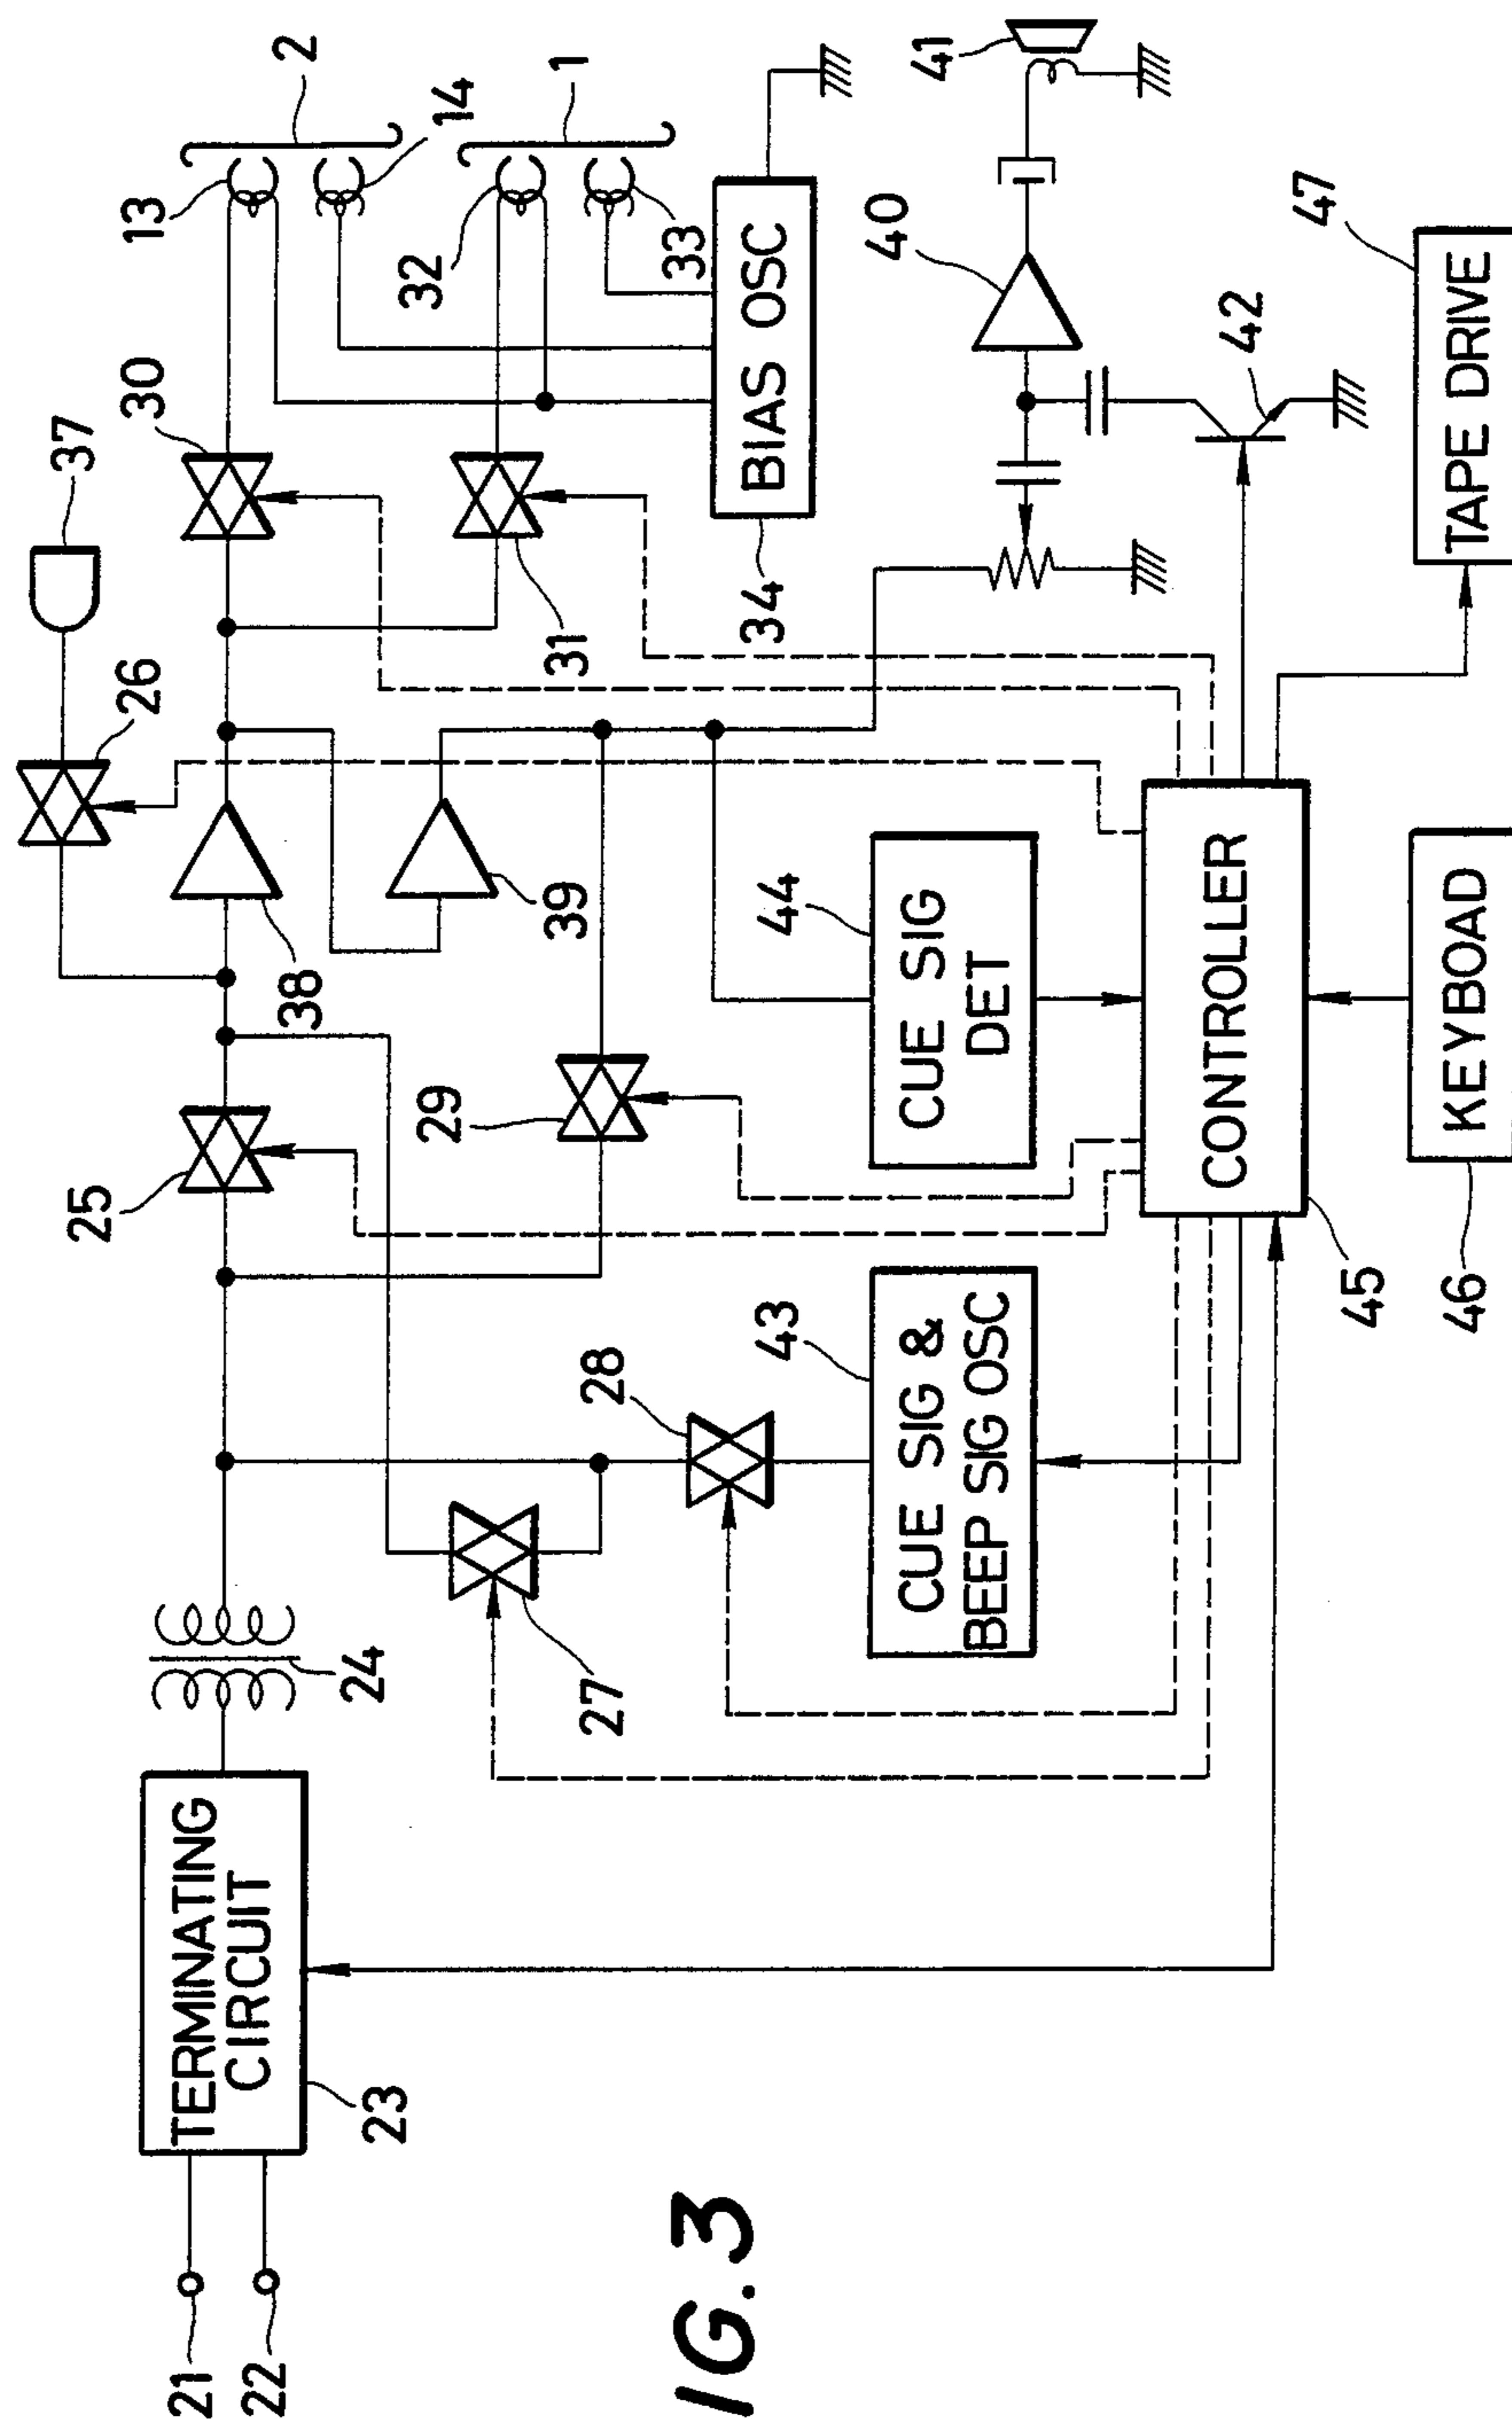 IG. 3
21
22
TERMINATING
CIRCUIT
23
24
25
26
27
28
29
30
31
37
38
39
13
14
2
32
33
1
BIAS OSC
34
40
41
42
CUE SIG &
BEEP SIG OSC
43
CUE SIG
DET
44
CONTROLLER
45
KEYBOAD
46
TAPE DRIVE
47